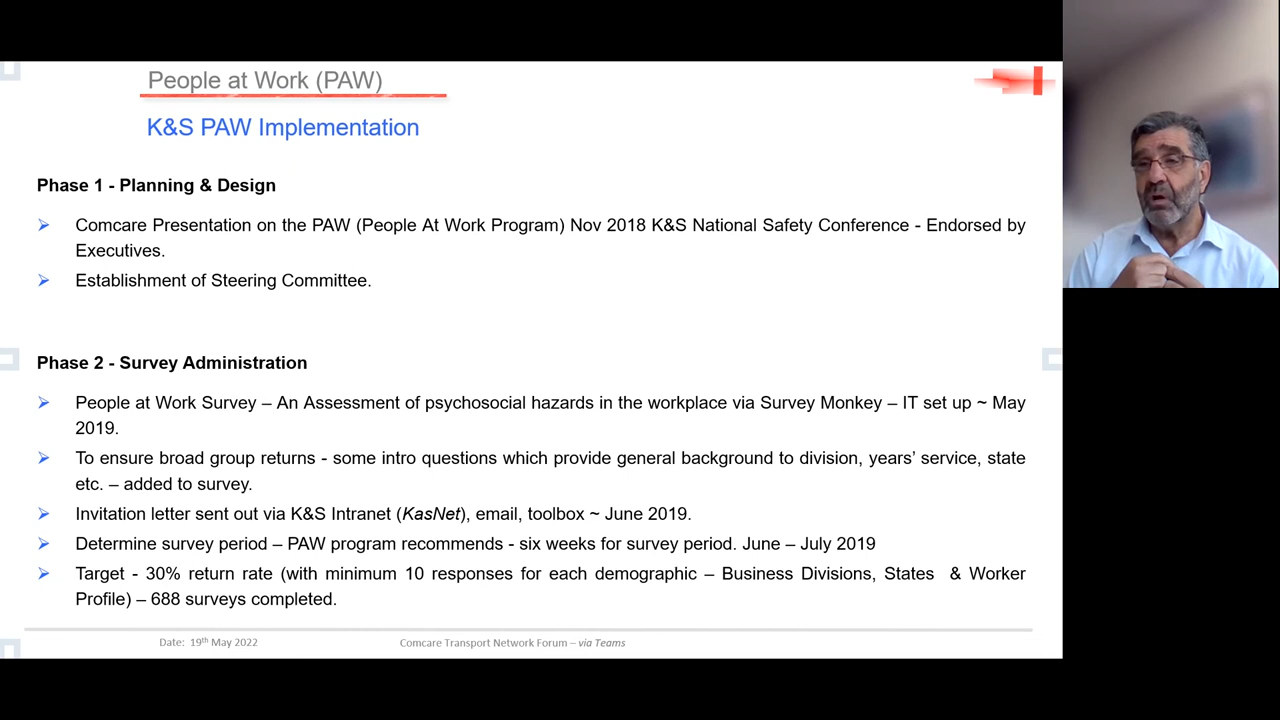 People at Work (PAW)
K&S PAW Implementation
Phase 1 - Planning & Design
Comcare Presentation on the PAW (People At Work Program) Nov 2018 K&S National Safety Conference - Endorsed by
Executives.
Establishment of Steering Committee.
Phase 2 - Survey Administration
People at Work Survey – An Assessment of psychosocial hazards in the workplace via Survey Monkey – IT set up ~ May
2019.
To ensure broad group returns - some intro questions which provide general background to division, years’ service, state
etc. – added to survey.
Invitation letter sent out via K&S Intranet (KasNet), email, toolbox ~ June 2019.
Determine survey period – PAW program recommends - six weeks for survey period. June – July 2019
Target - 30% return rate (with minimum 10 responses for each demographic – Business Divisions, States & Worker
Profile) – 688 surveys completed.
Date: 19th May 2022 Comcare Transport Network Forum – via Teams